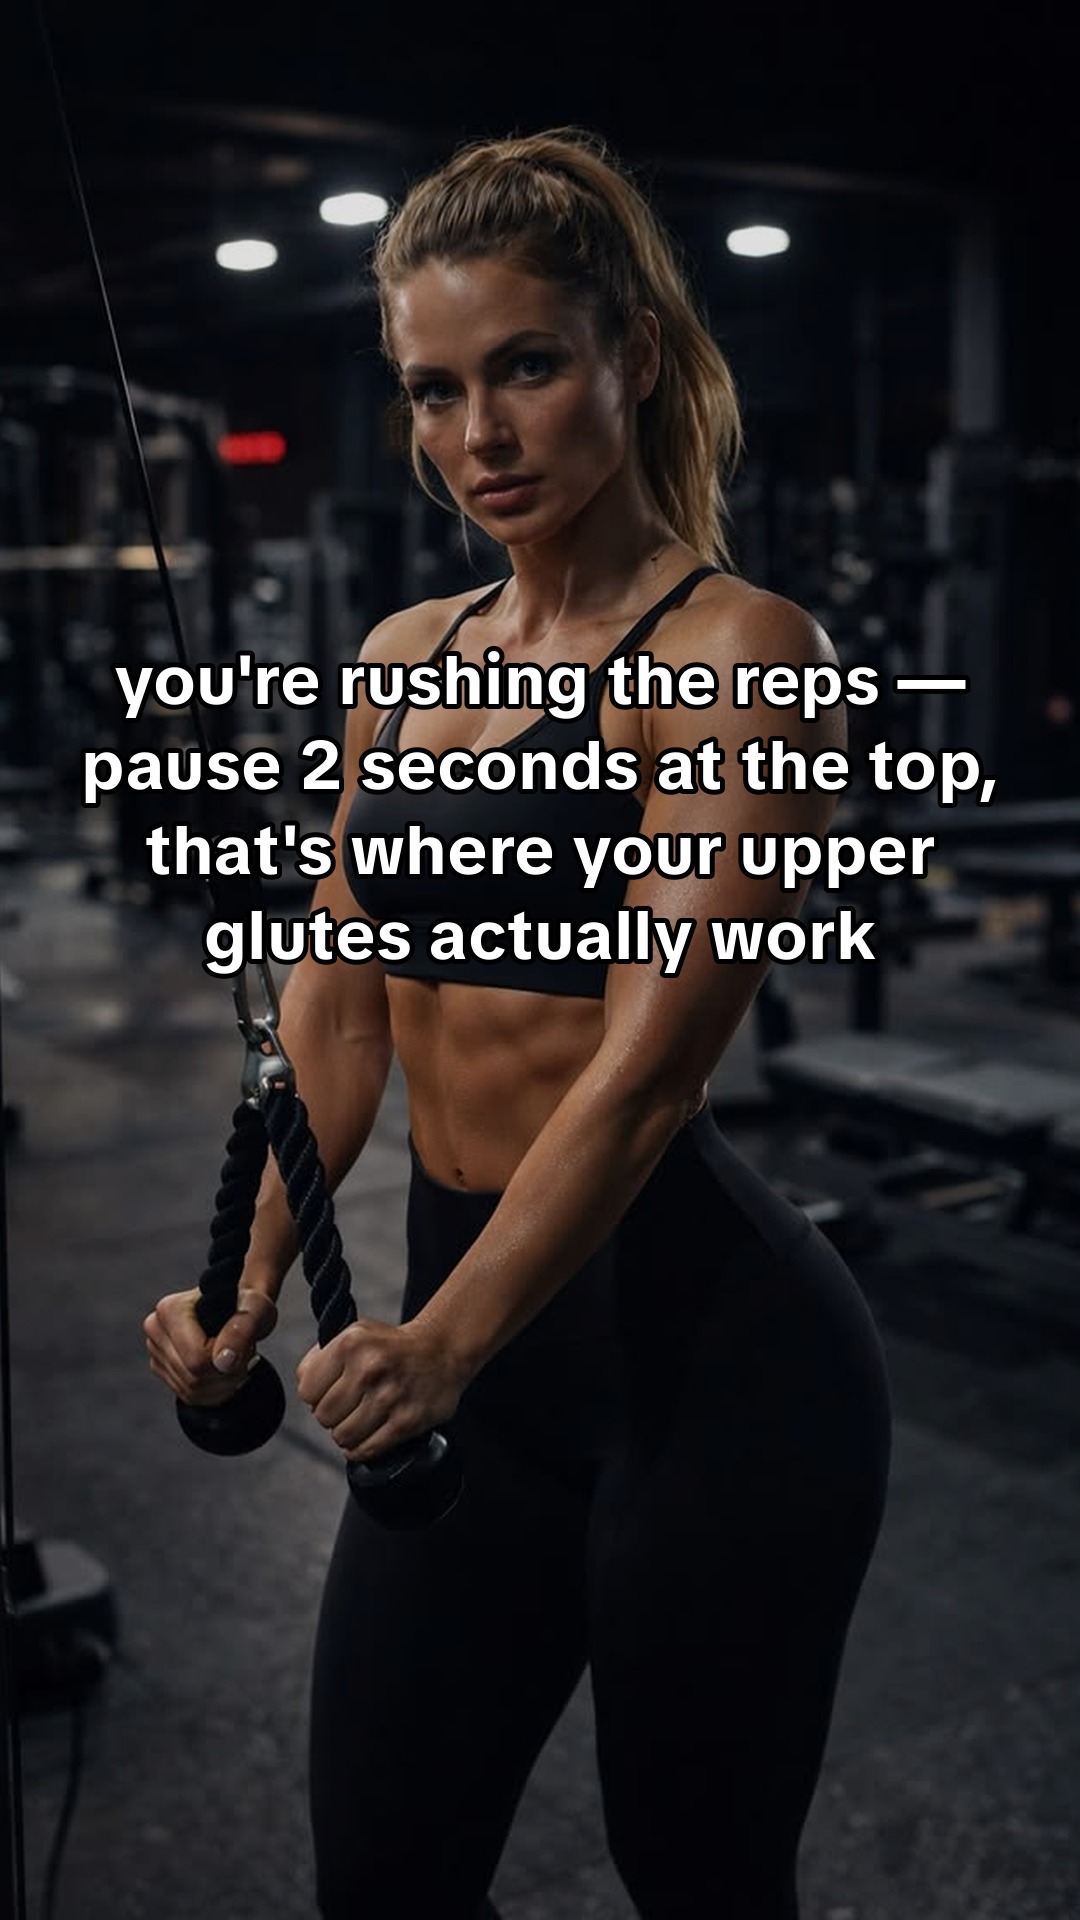 you're rushing the reps —
pause 2 seconds at the top,
that's where your upper
glutes actually work